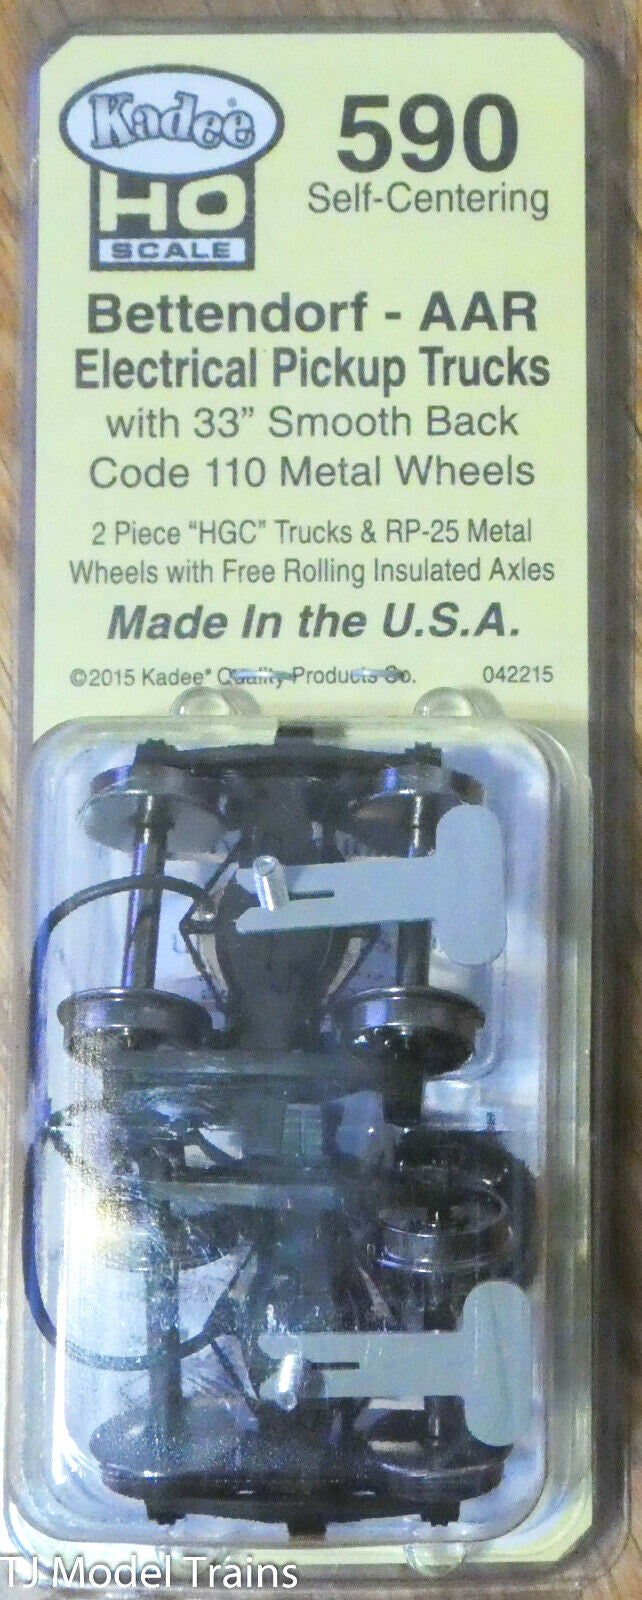 Kadee®
HO
SCALE
590
Self-Centering
Bettendorf - AAR
Electrical Pickup Trucks
with 33” Smooth Back
Code 110 Metal Wheels
2 Piece “HGC” Trucks & RP-25 Metal
Wheels with Free Rolling Insulated Axles
Made In the U.S.A.
©2015 Kadee® Quality Products Co. 042215
TJ Model Trains